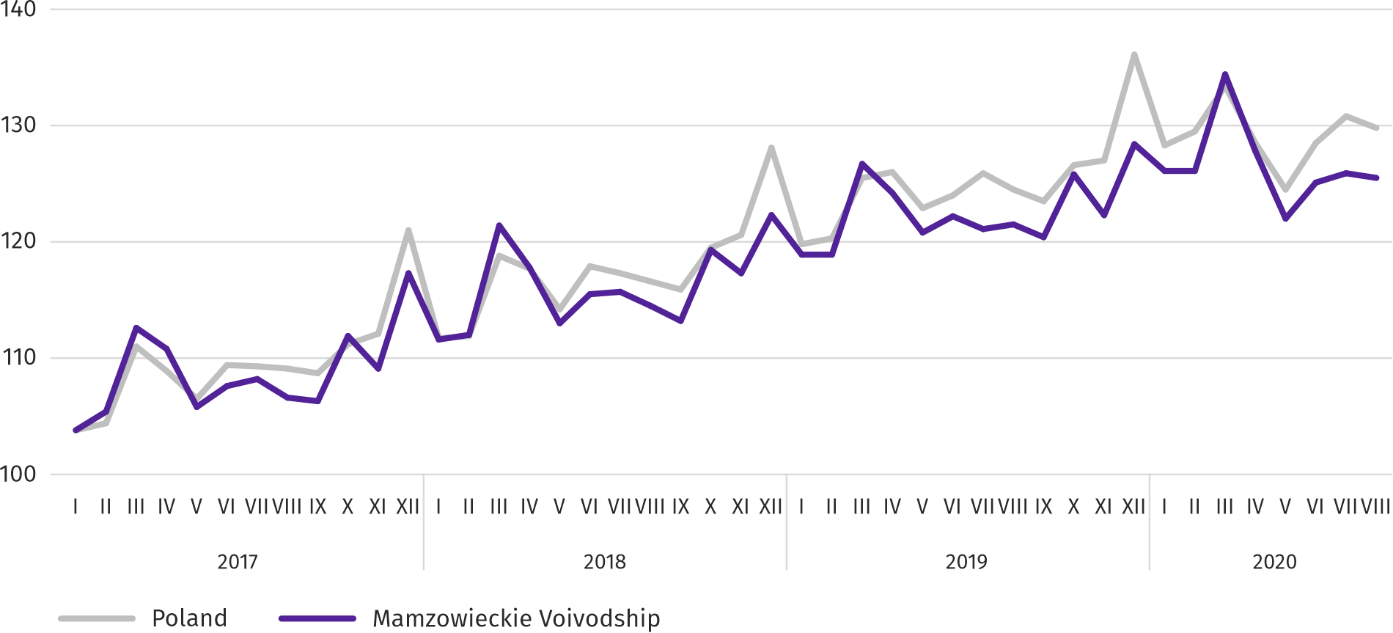 140
130
120
110
100
I II III IV V VI VII VIII IX X XI XII I II III IV V VI VII VIII IX X XI XII I II III IV V VI VII VIII IX X XI XII I II III IV V VI VII VIII
2017 2018 2019 2020
Poland Mamzowieckie Voivodship